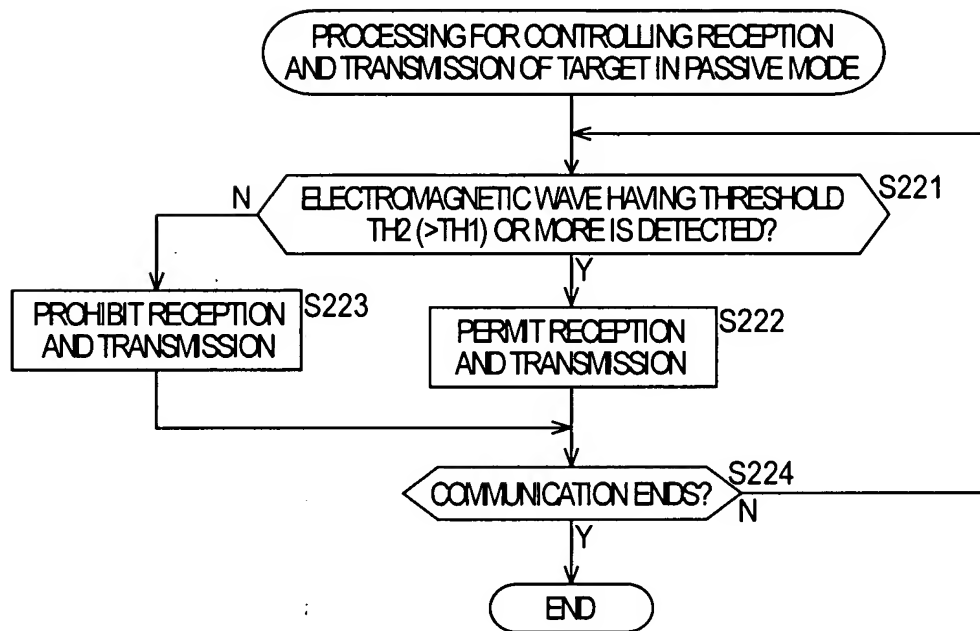 PROCESSING FOR CONTROLLING RECEPTION
AND TRANSMISSION OF TARGET IN PASSIVE MODE
N
ELECTROMAGNETIC WAVE HAVING THRESHOLD
TH2 (>TH1) OR MORE IS DETECTED?
S221
Y
PROHIBIT RECEPTION
AND TRANSMISSION
S223
PERMIT RECEPTION
AND TRANSMISSION
S222
COMMUNICATION ENDS?
S224
N
Y
END